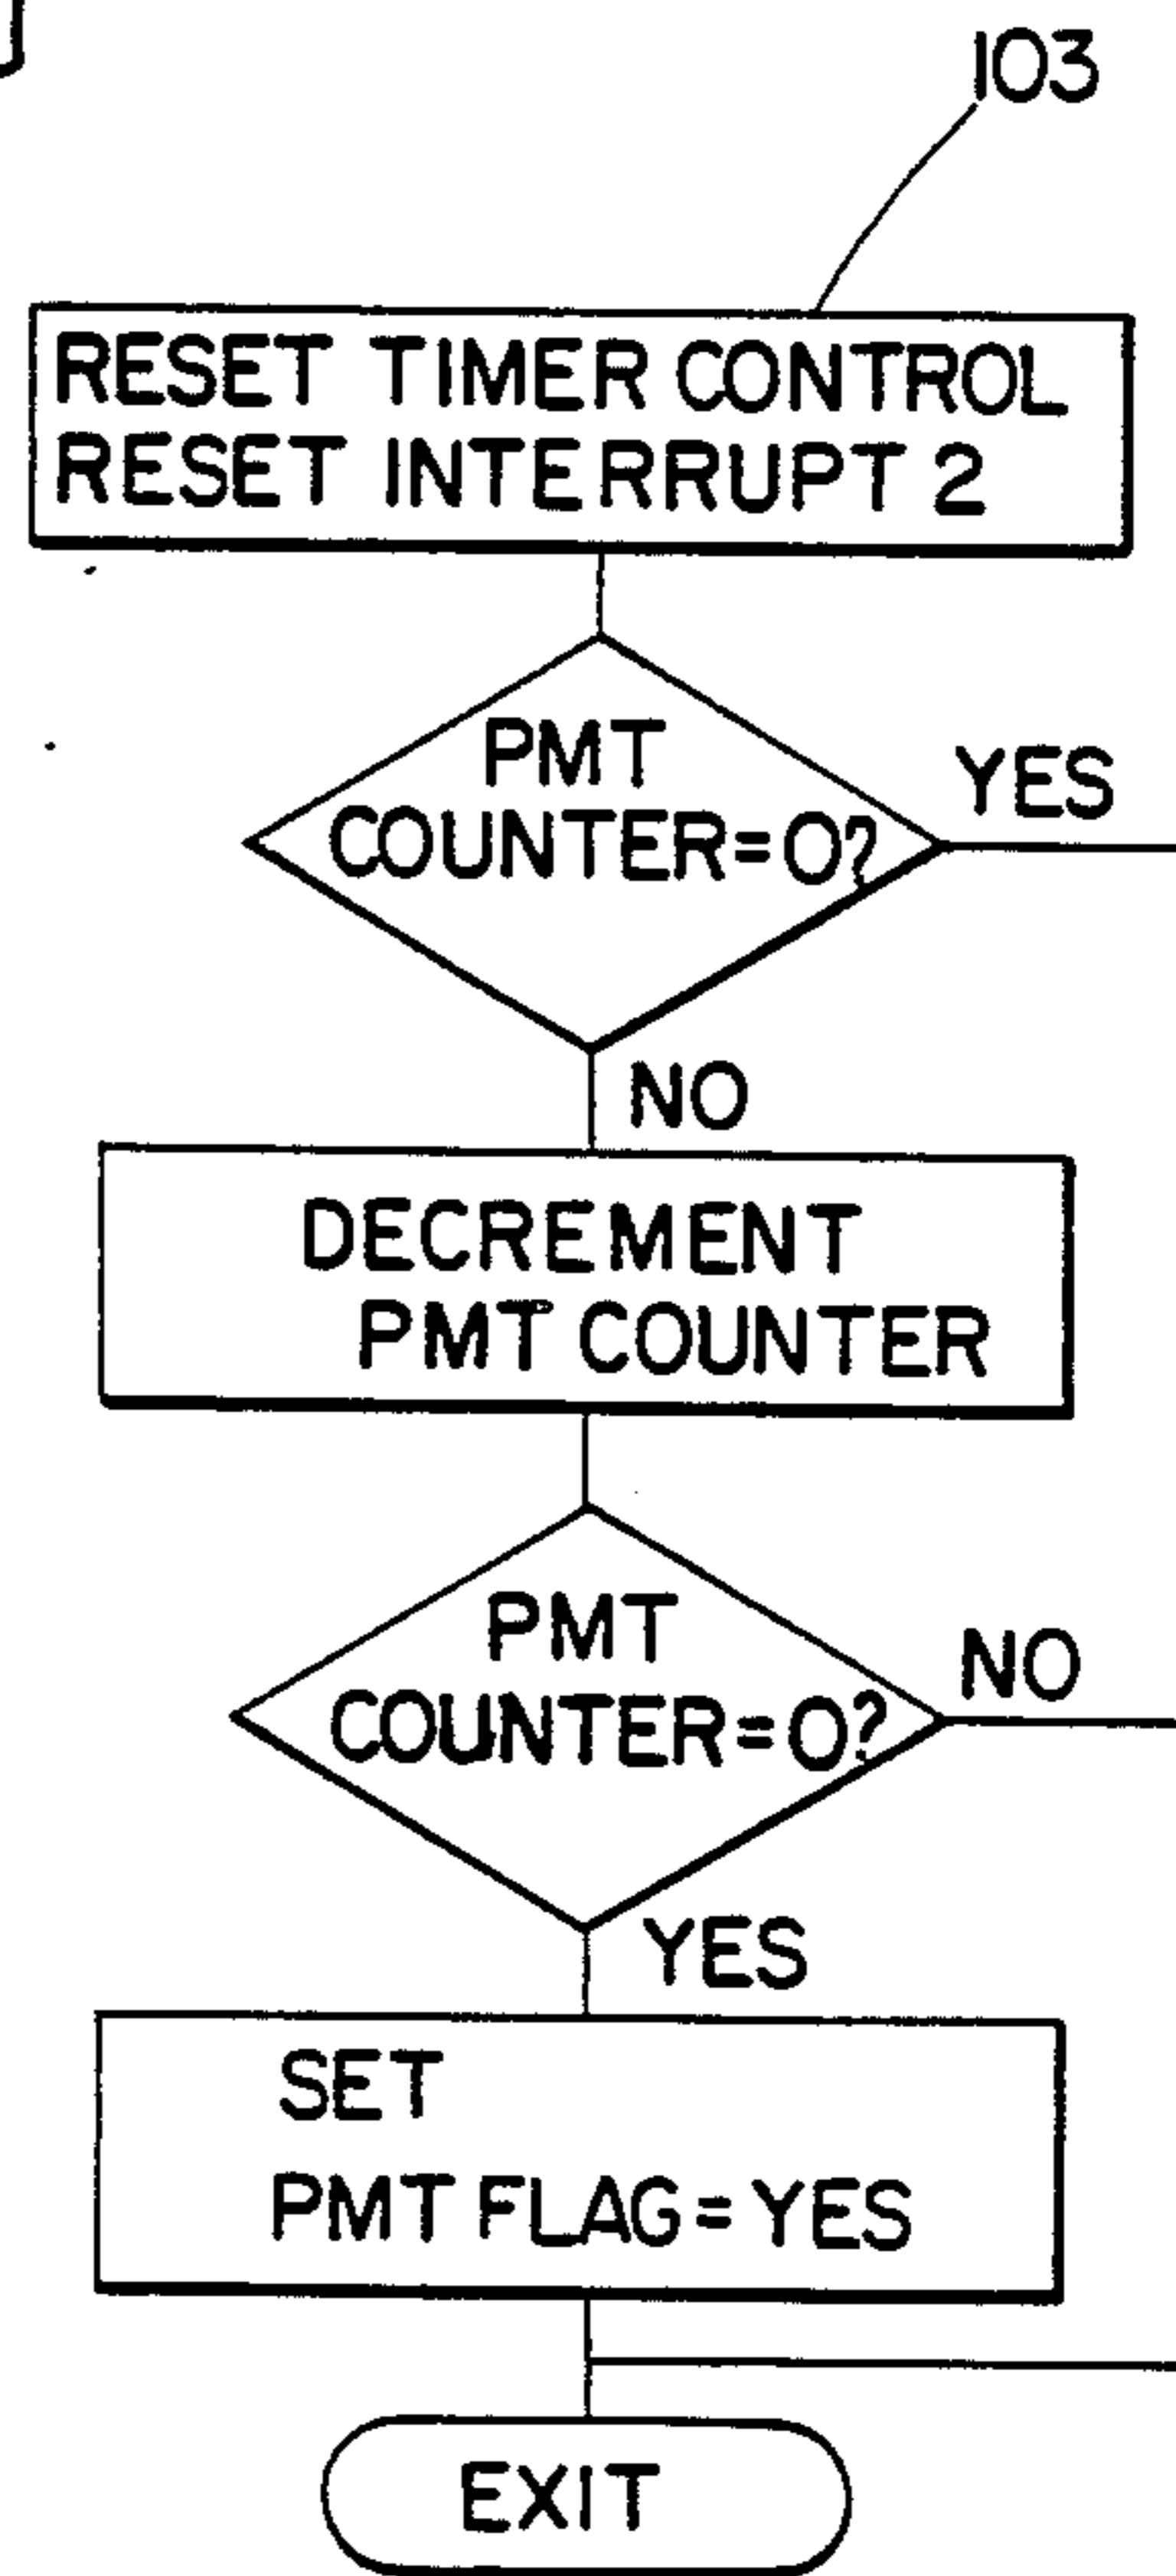 103
RESET TIMER CONTROL
RESET INTERRUPT 2
PMT
COUNTER=0?
YES
NO
DECREMENT
PMT COUNTER
PMT
COUNTER=0?
NO
YES
SET
PMT FLAG=YES
EXIT